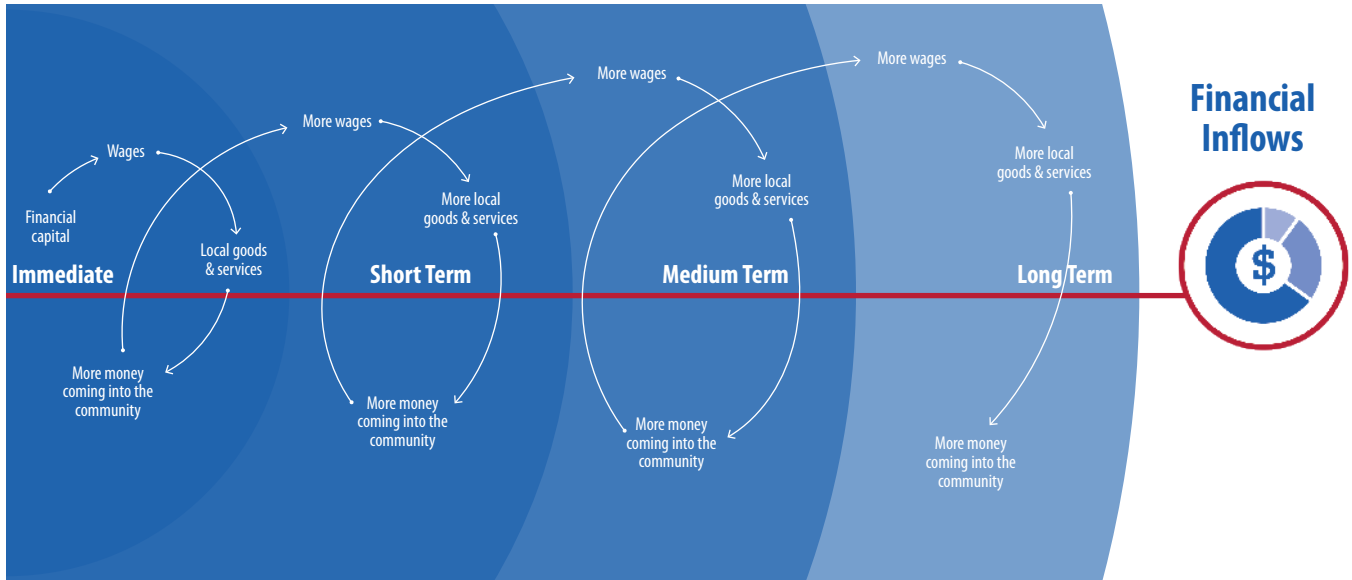 Financial
capital
Wages
Local goods
& services
Immediate
More money
coming into the
community
More wages
More local
goods & services
Short Term
More money
coming into the
community
More wages
More local
goods & services
Medium Term
More money
coming into the
community
More wages
More local
goods & services
Long Term
More money
coming into the
community
Financial
Inflows
$